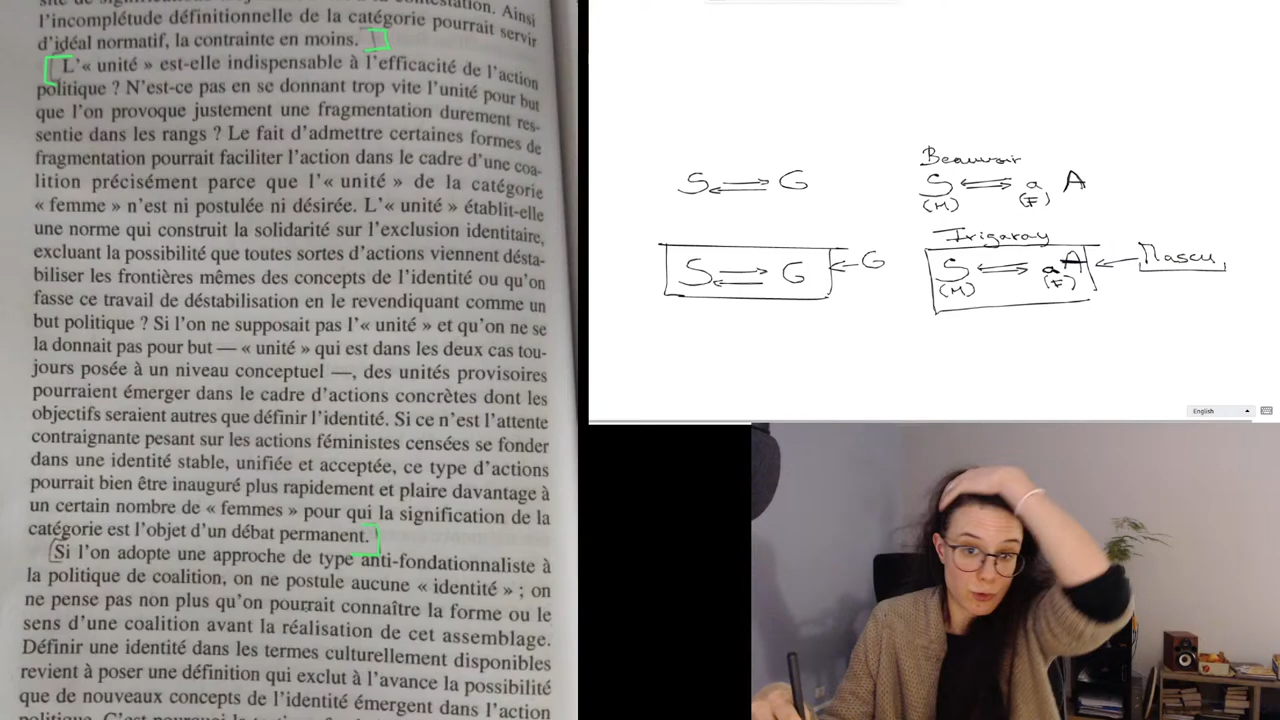 l'incomplétude définitionnelle de la catégorie pourrait servir
d'idéal normatif, la contrainte en moins.
L'« unité » est-elle indispensable à l'efficacité de l'action
politique ? N'est-ce pas en se donnant trop vite l'unité pour but
que l'on provoque justement une fragmentation durement res-
sentie dans les rangs ? Le fait d'admettre certaines formes de
fragmentation pourrait faciliter l'action dans le cadre d'une coa-
lition précisément parce que l'« unité » de la catégorie
« femme » n'est ni postulée ni désirée. L'« unité » établit-elle
une norme qui construit la solidarité sur l'exclusion identitaire,
excluant la possibilité que toutes sortes d'actions viennent désta-
biliser les frontières mêmes des concepts de l'identité ou qu'on
fasse ce travail de déstabilisation en le revendiquant comme un
but politique ? Si l'on ne supposait pas l'« unité » et qu'on ne se
la donnait pas pour but — « unité » qui est dans les deux cas tou-
jours posée à un niveau conceptuel —, des unités provisoires
pourraient émerger dans le cadre d'actions concrètes dont les
objectifs seraient autres que définir l'identité. Si ce n'est l'attente
contraignante pesant sur les actions féministes censées se fonder
dans une identité stable, unifiée et acceptée, ce type d'actions
pourrait bien être inauguré plus rapidement et plaire davantage à
un certain nombre de « femmes » pour qui la signification de la
catégorie est l'objet d'un débat permanent.
Si l'on adopte une approche de type anti-fondationnaliste à
la politique de coalition, on ne postule aucune « identité » ; on
ne pense pas non plus qu'on pourrait connaître la forme ou le
sens d'une coalition avant la réalisation de cet assemblage.
Définir une identité dans les termes culturellement disponibles
revient à poser une définition qui exclut à l'avance la possibilité
que de nouveaux concepts de l'identité émergent dans l'action
Beauvoir
S G
S a A
(M) (F)
Irigaray
S G G
S a A Mascu.
(M) (F)
English